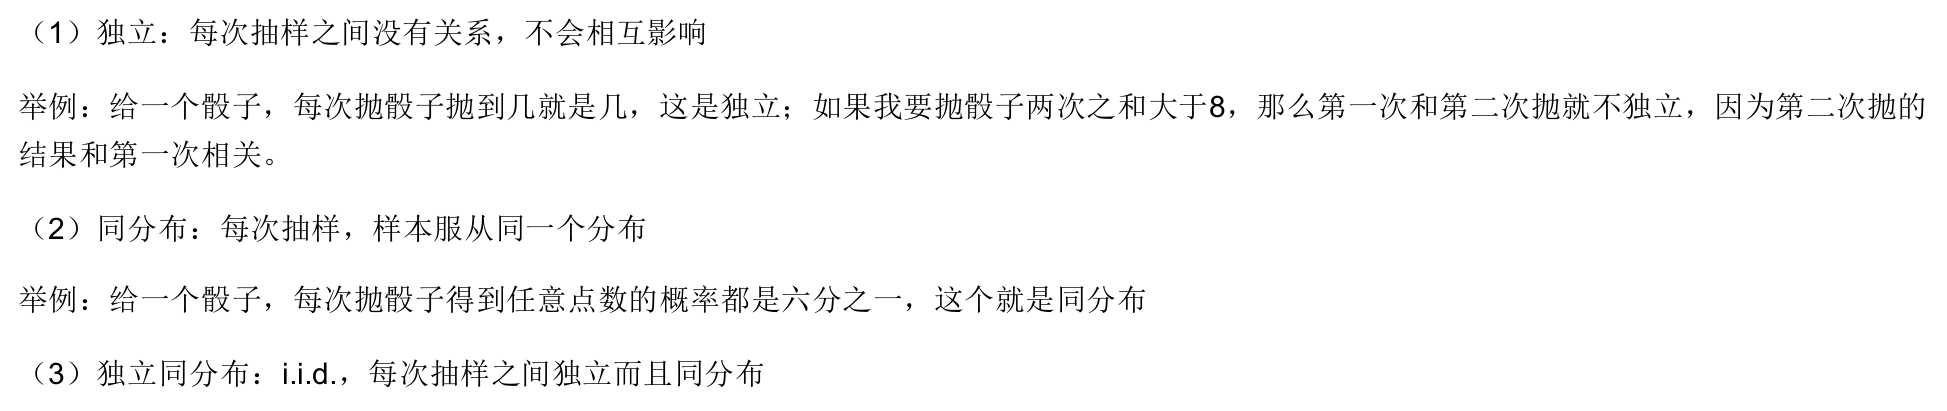 （1）独立：每次抽样之间没有关系，不会相互影响
举例：给一个骰子，每次抛骰子抛到几就是几，这是独立；如果我要抛骰子两次之和大于8，那么第一次和第二次抛就不独立，因为第二次抛的
结果和第一次相关。
（2）同分布：每次抽样，样本服从同一个分布
举例：给一个骰子，每次抛骰子得到任意点数的概率都是六分之一，这个就是同分布
（3）独立同分布：i.i.d.，每次抽样之间独立而且同分布